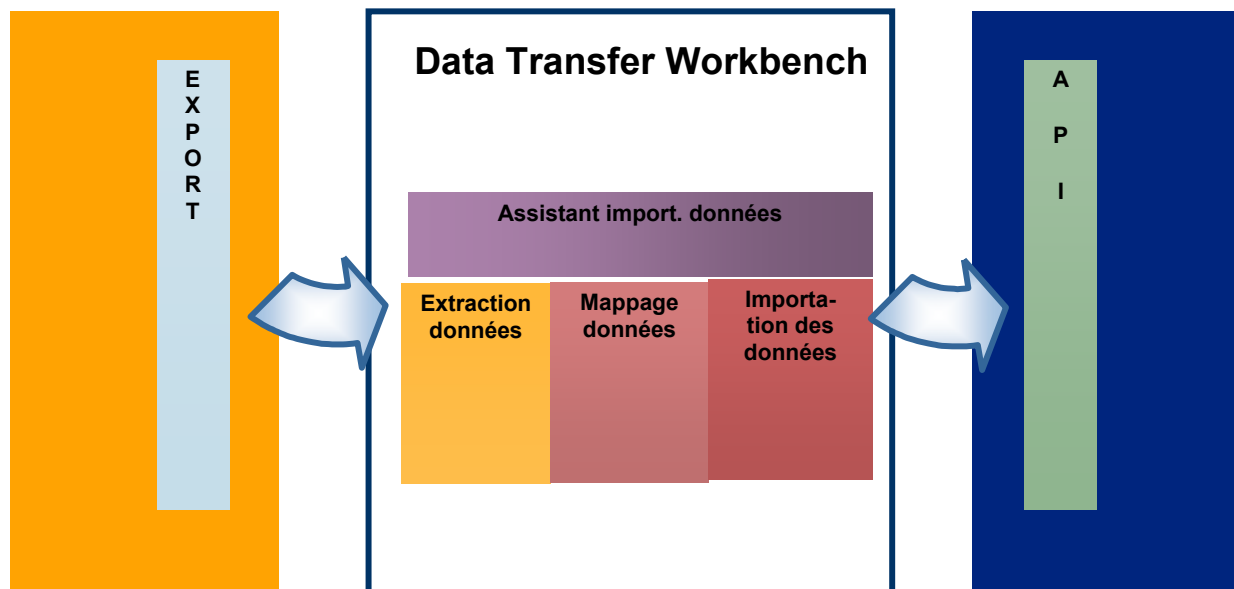 Data Transfer Workbench
E
X
P
O
R
T
A
P
I
Assistant import. données
Extraction
données
Mappage
données
Importa-
tion des
données